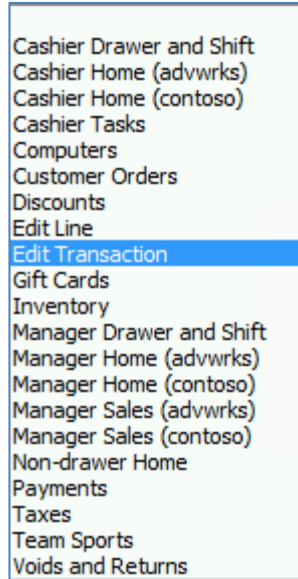 Cashier Drawer and Shift
Cashier Home (advwrks)
Cashier Home (contoso)
Cashier Tasks
Computers
Customer Orders
Discounts
Edit Line
Edit Transaction
Gift Cards
Inventory
Manager Drawer and Shift
Manager Home (advwrks)
Manager Home (contoso)
Manager Sales (advwrks)
Manager Sales (contoso)
Non-drawer Home
Payments
Taxes
Team Sports
Voids and Returns